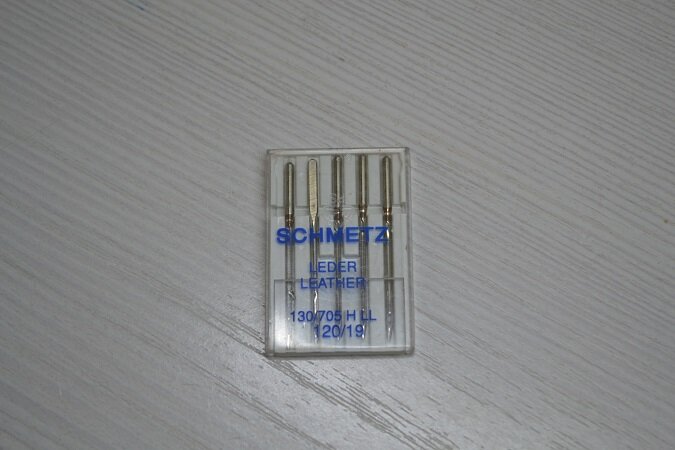 SCHMETZ
LEDER
LEATHER
130/705 H LL
120/19